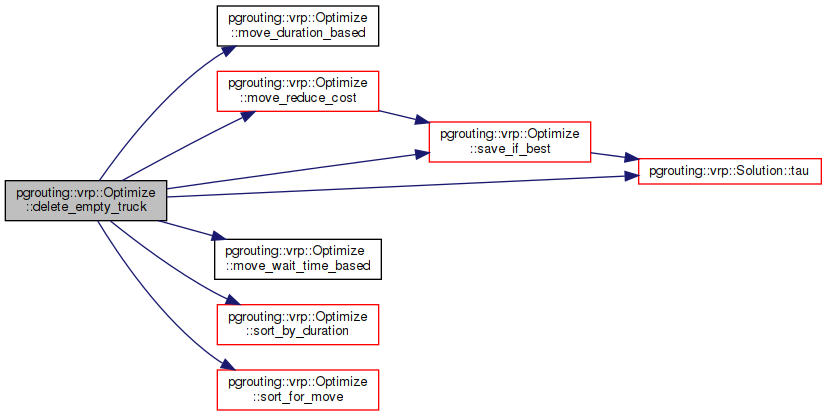 pgrouting::vrp::Optimize
::move_duration_based
pgrouting::vrp::Optimize
::move_reduce_cost
pgrouting::vrp::Optimize
::save_if_best
pgrouting::vrp::Solution::tau
pgrouting::vrp::Optimize
::delete_empty_truck
pgrouting::vrp::Optimize
::move_wait_time_based
pgrouting::vrp::Optimize
::sort_by_duration
pgrouting::vrp::Optimize
::sort_for_move